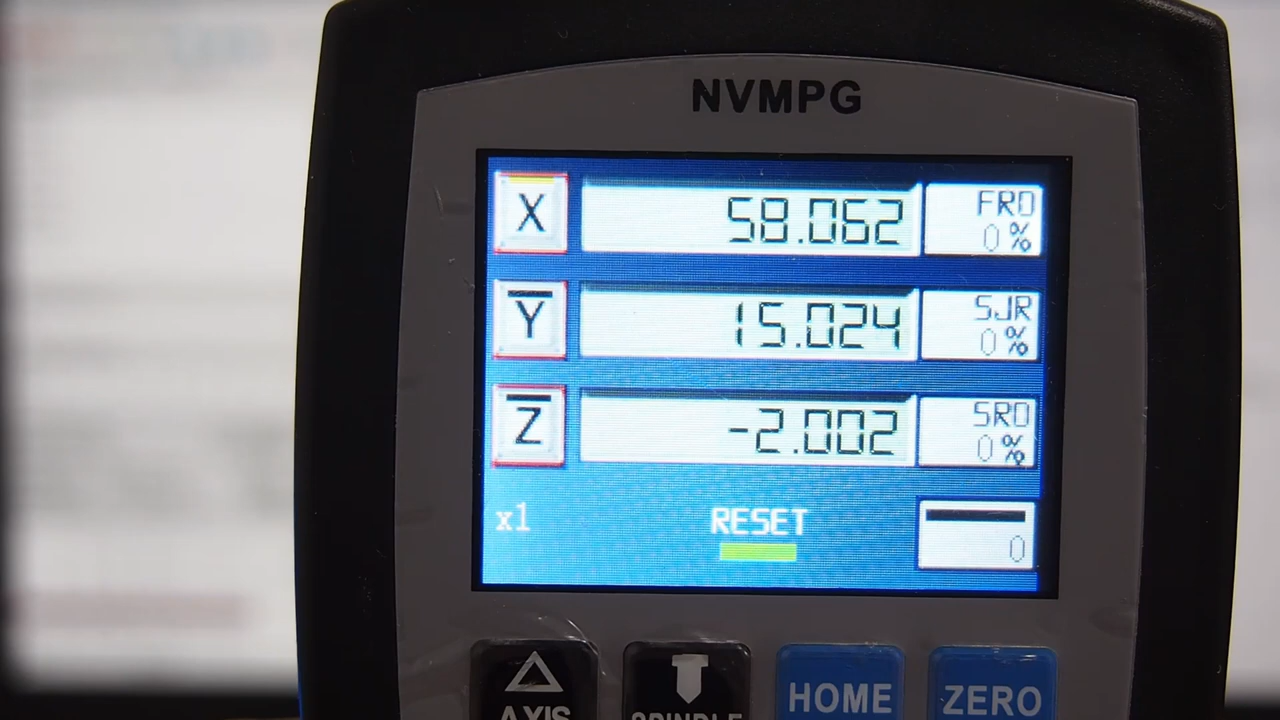 NVMPG
X 58.062 FRO
0 %
Y 15.024 SJR
0 %
Z -2.002 SRO
0 %
x1 RESET
0
AXIS SPINDLE HOME ZERO